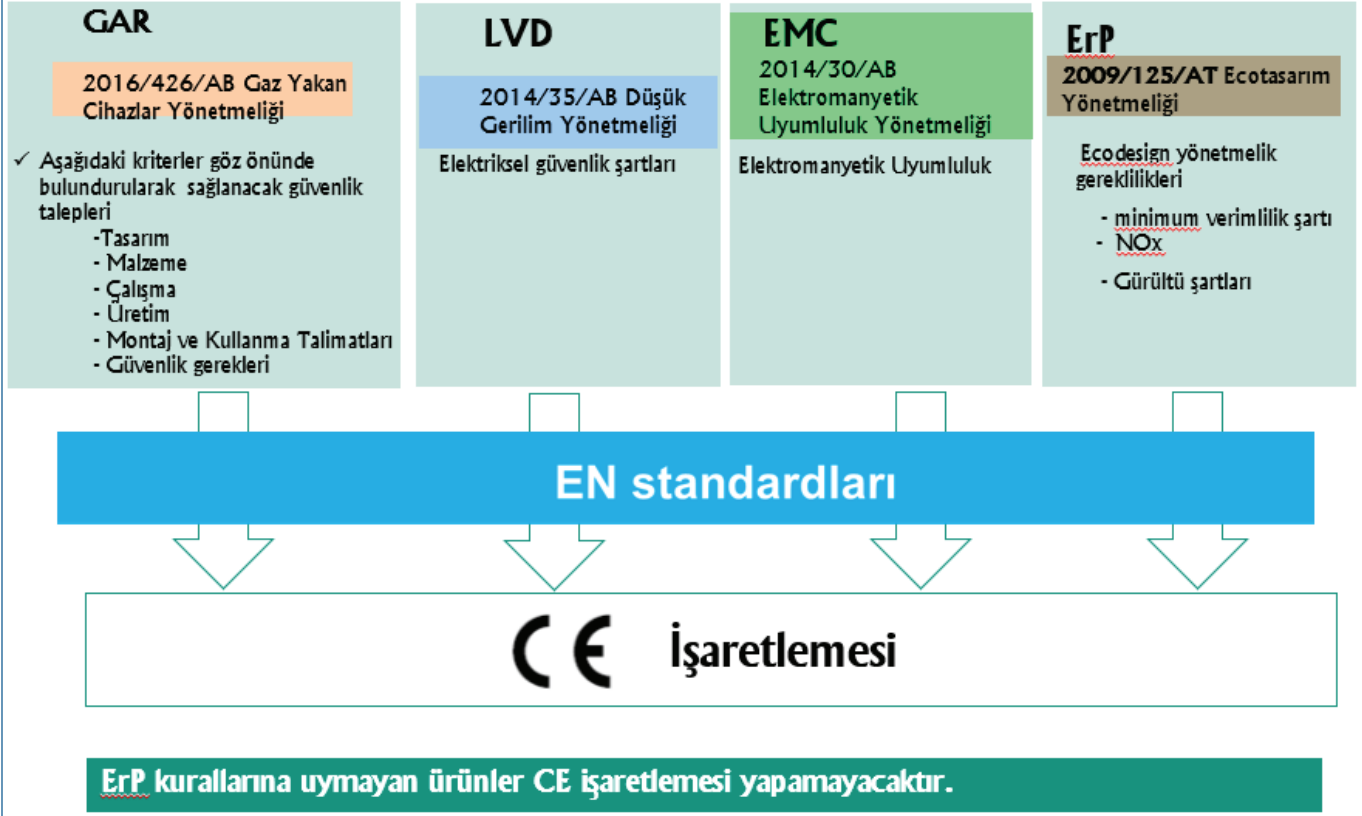 GAR
2016/426/AB Gaz Yakan
Cihazlar Yönetmeliği
✓ Aşağıdaki kriterler göz önünde
bulundurularak sağlanacak güvenlik
talepleri
-Tasarım
- Malzeme
- Çalışma
- Üretim
- Montaj ve Kullanma Talimatları
- Güvenlik gerekleri
LVD
2014/35/AB Düşük
Gerilim Yönetmeliği
Elektriksel güvenlik şartları
EMC
2014/30/AB
Elektromanyetik
Uyumluluk Yönetmeliği
Elektromanyetik Uyumluluk
ErP
2009/125/AT Ecotasarım
Yönetmeliği
Ecodesign yönetmelik
gereklilikleri
- minimum verimlilik şartı
- NOx
- Gürültü şartları
EN standardları
CE İşaretlemesi
ErP kurallarına uymayan ürünler CE işaretlemesi yapamayacaktır.